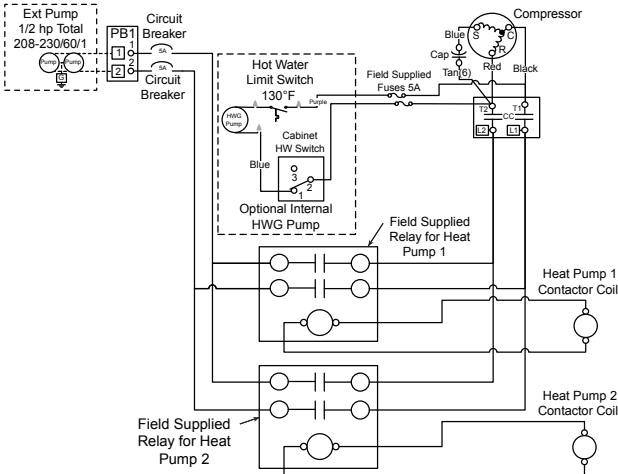 Ext Pump
1/2 hp Total
208-230/60/1
Pump
Pump
G
PB1
1
1
2
2
Circuit
Breaker
5A
5A
Circuit
Breaker
Hot Water
Limit Switch
130°F
Purple
HWG
Pump
Blue
Cabinet
HW Switch
3
2
1
Optional Internal
HWG Pump
Field Supplied
Fuses 5A
Compressor
Blue
S
C
R
Cap
Tan(6)
Red
Black
T2
T1
CC
L2
L1
Field Supplied
Relay for Heat
Pump 1
Heat Pump 1
Contactor Coil
Heat Pump 2
Contactor Coil
Field Supplied
Relay for Heat
Pump 2